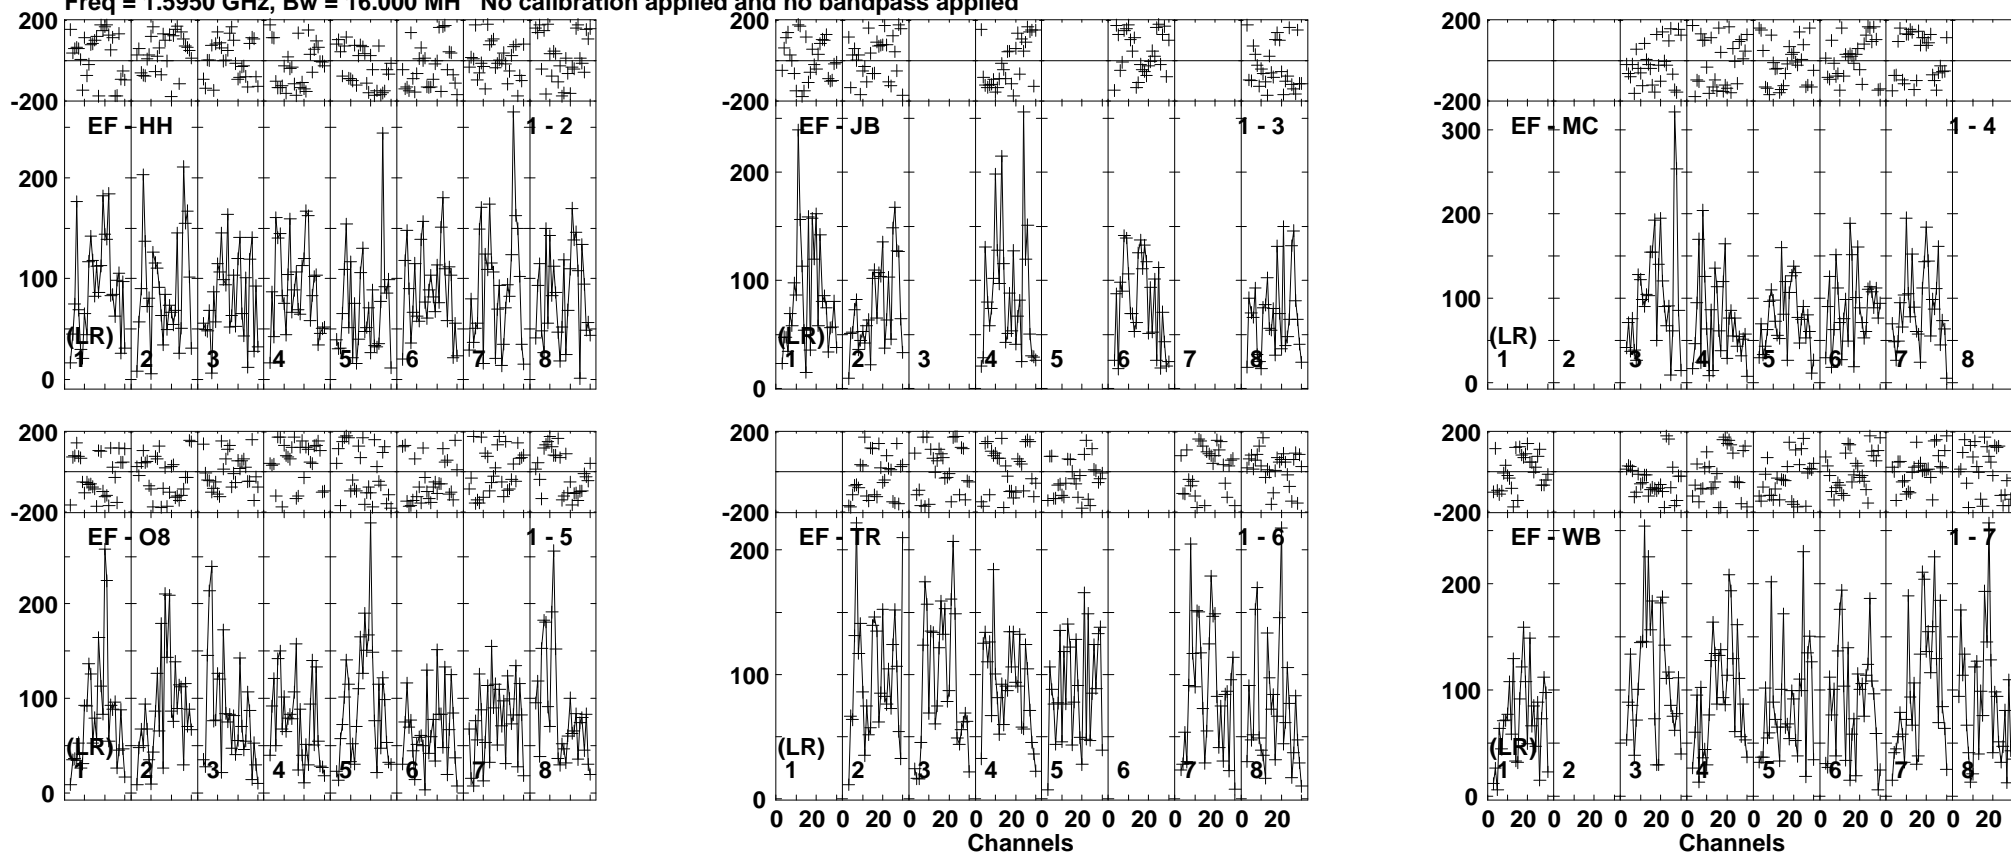 Freq = 1.5950 GHz, Bw = 16.000 MH No calibration applied and no bandpass applied
200
-200
EF - HH
1 - 2
200
100
0
(LR)
1 2 3 4 5 6 7 8
200
-200
EF - JB
1 - 3
200
100
0
(LR)
1 2 3 4 5 6 7 8
200
-200
EF - MC
1 - 4
300
200
100
0
(LR)
1 2 3 4 5 6 7 8
200
-200
EF - O8
1 - 5
200
100
0
(LR)
1 2 3 4 5 6 7 8
200
-200
EF - TR
1 - 6
200
100
0
(LR)
1 2 3 4 5 6 7 8
0 20 0 20 0 20 0 20 0 20 0 20 0 20 0 20
Channels
200
-200
EF - WB
1 - 7
200
100
0
(LR)
1 2 3 4 5 6 7 8
0 20 0 20 0 20 0 20 0 20 0 20 0 20 0 20
Channels